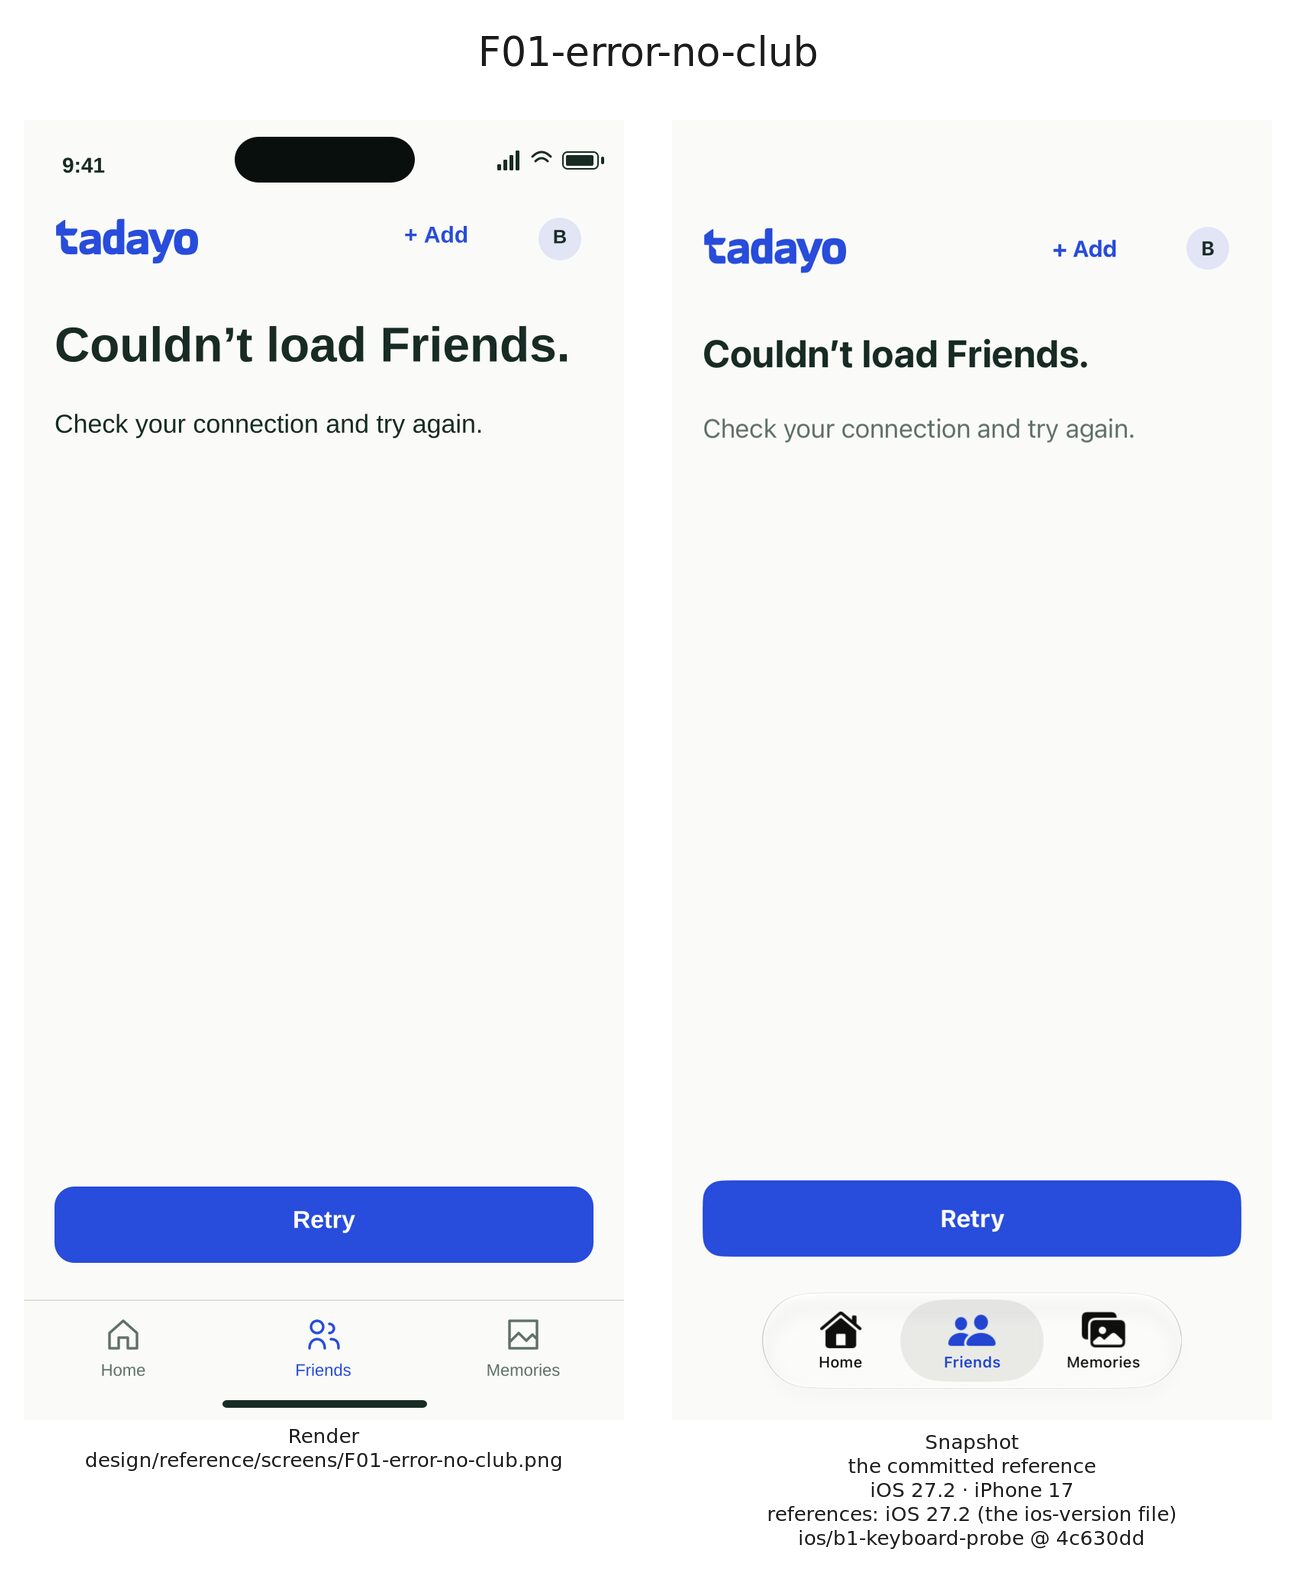 F01-error-no-club
9:41
tadayo
+ Add
B
Couldn’t load Friends.
Check your connection and try again.
Retry
Home
Friends
Memories
Render
design/reference/screens/F01-error-no-club.png
tadayo
+ Add
B
Couldn’t load Friends.
Check your connection and try again.
Retry
Home
Friends
Memories
Snapshot
the committed reference
iOS 27.2 · iPhone 17
references: iOS 27.2 (the ios-version file)
ios/b1-keyboard-probe @ 4c630dd